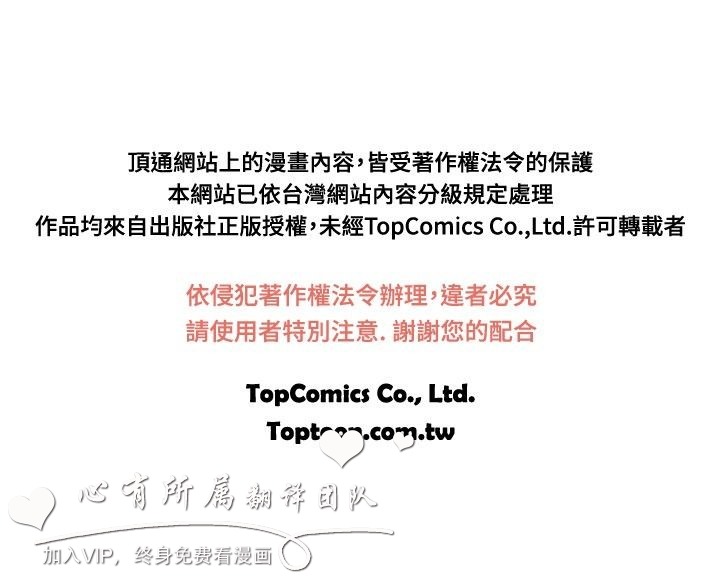 頂通網站上的漫畫內容，皆受著作權法令的保護
本網站已依台灣網站內容分級規定處理
作品均來自出版社正版授權，未經TopComics Co.,Ltd.許可轉載者
依侵犯著作權法令辦理，違者必究
請使用者特別注意. 謝謝您的配合
TopComics Co., Ltd.
Toptoon.com.tw
心有所属翻译团队
加入VIP，终身免费看漫画